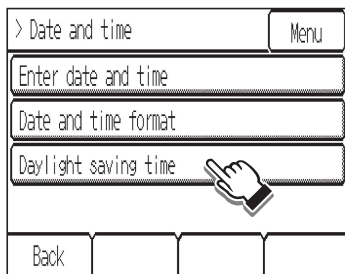 > Date and time
Menu
Enter date and time
Date and time format
Daylight saving time
Back